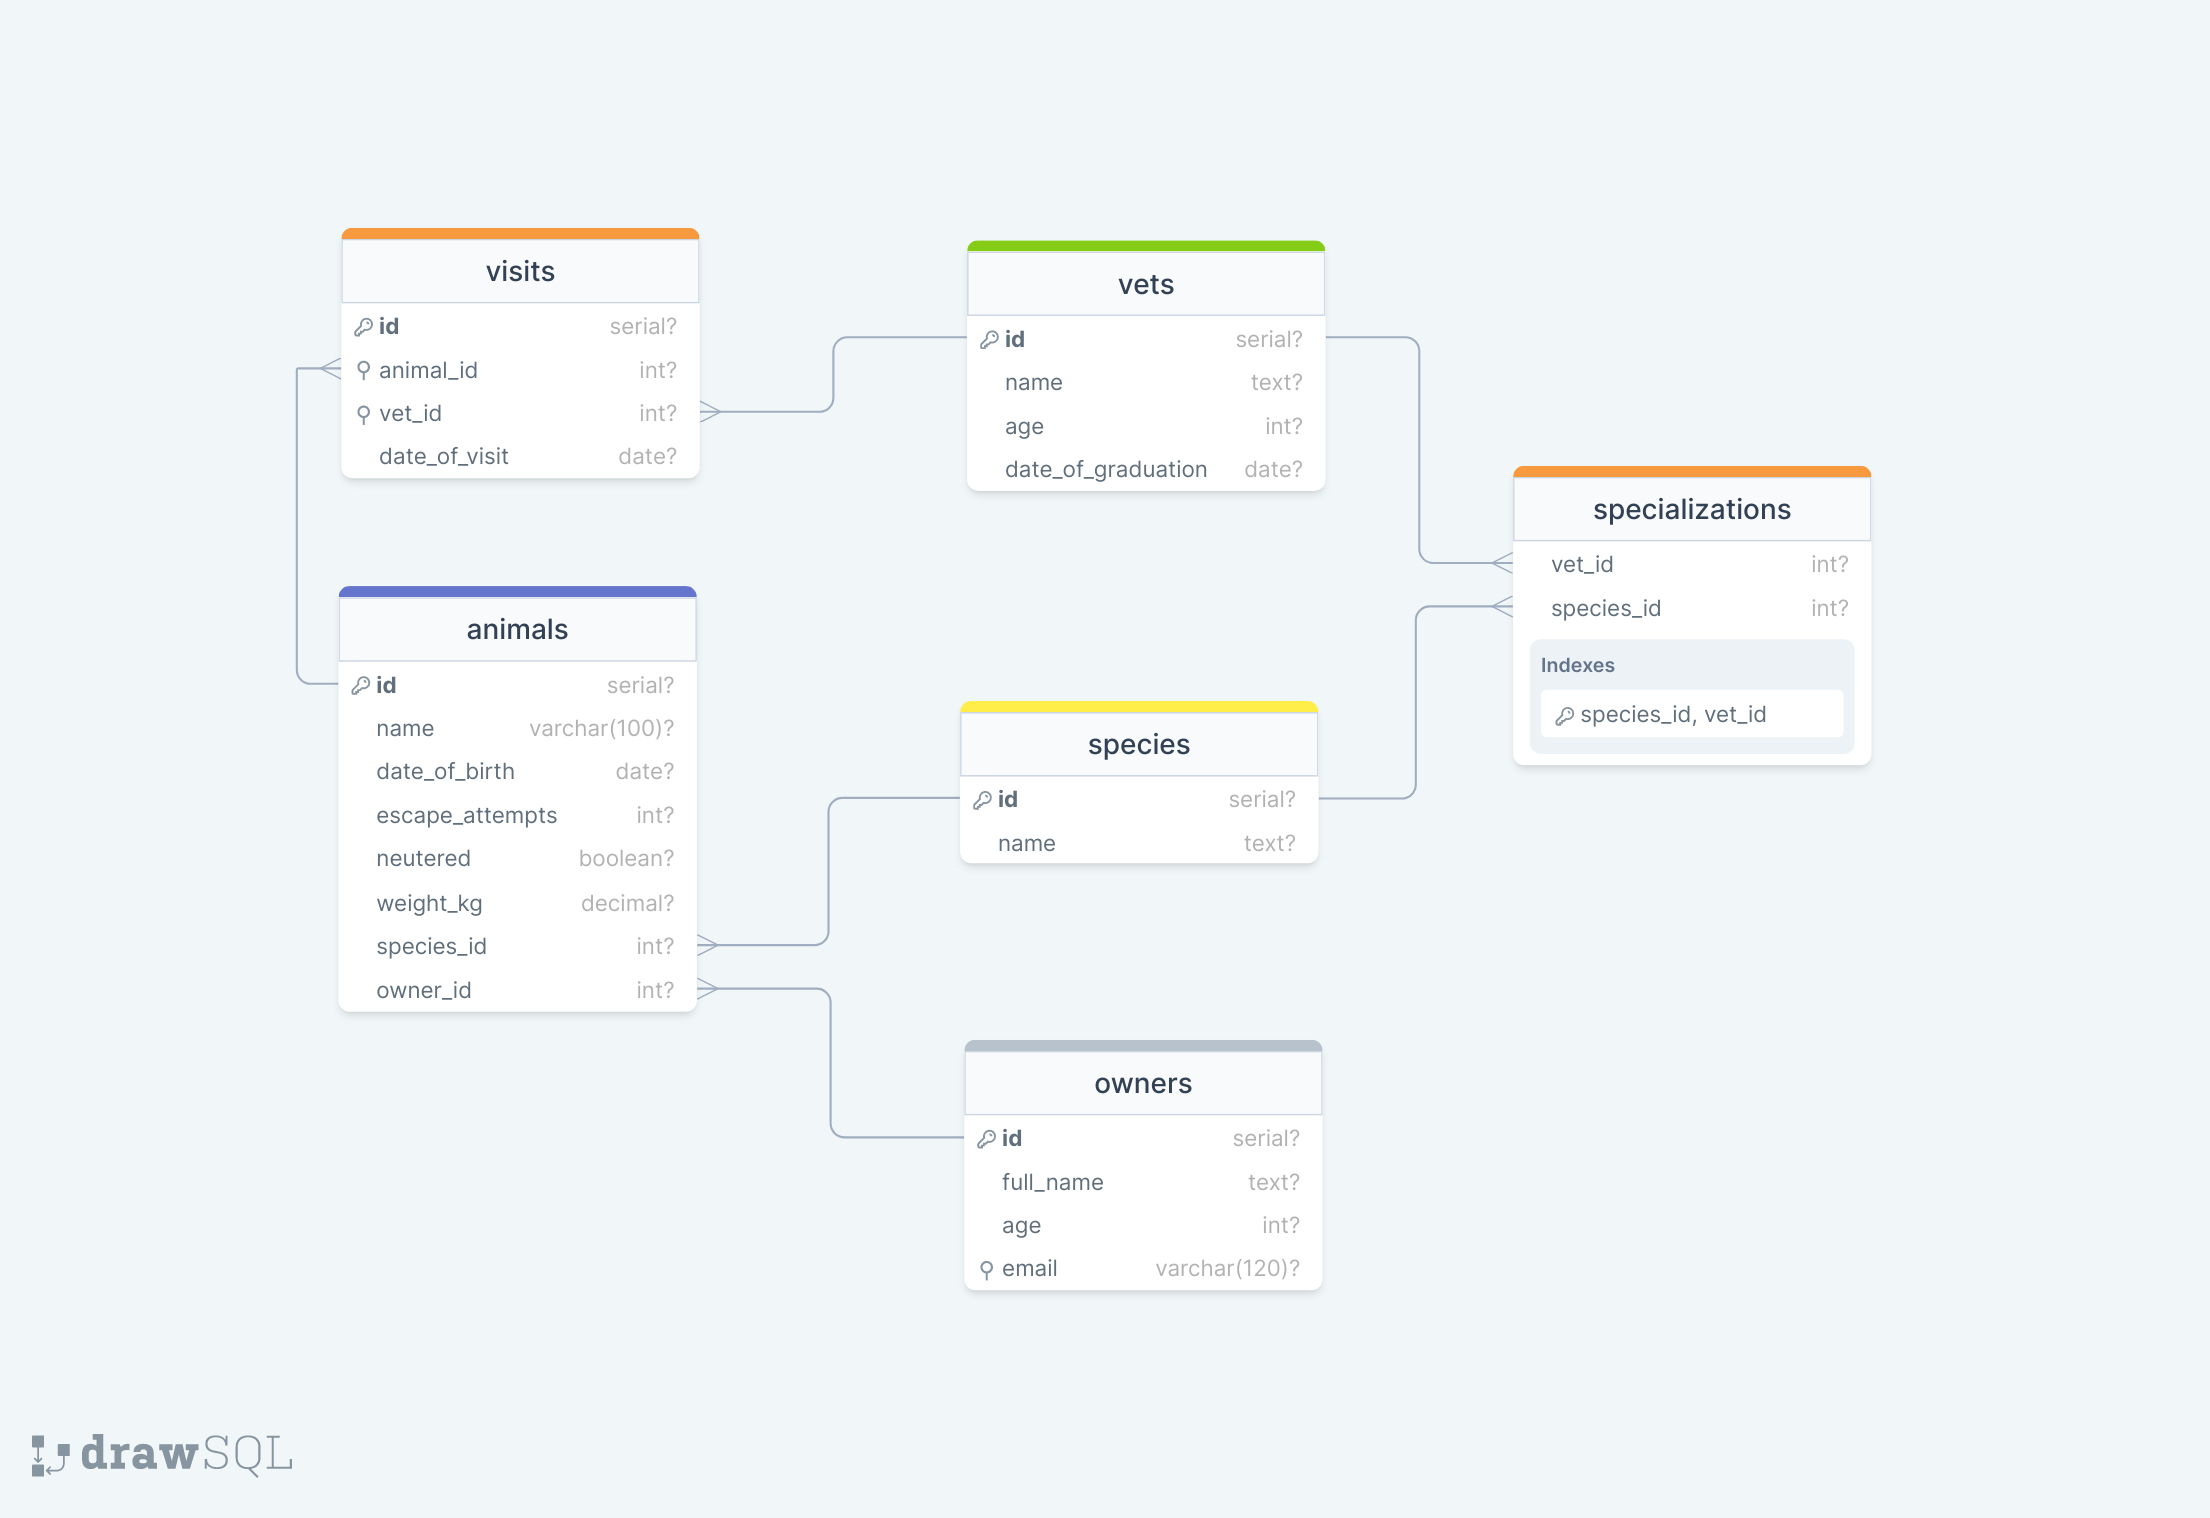 visits
id serial?
animal_id int?
vet_id int?
date_of_visit date?
vets
id serial?
name text?
age int?
date_of_graduation date?
specializations
vet_id int?
species_id int?
Indexes
species_id, vet_id
animals
id serial?
name varchar(100)?
date_of_birth date?
escape_attempts int?
neutered boolean?
weight_kg decimal?
species_id int?
owner_id int?
species
id serial?
name text?
owners
id serial?
full_name text?
age int?
email varchar(120)?
drawSQL